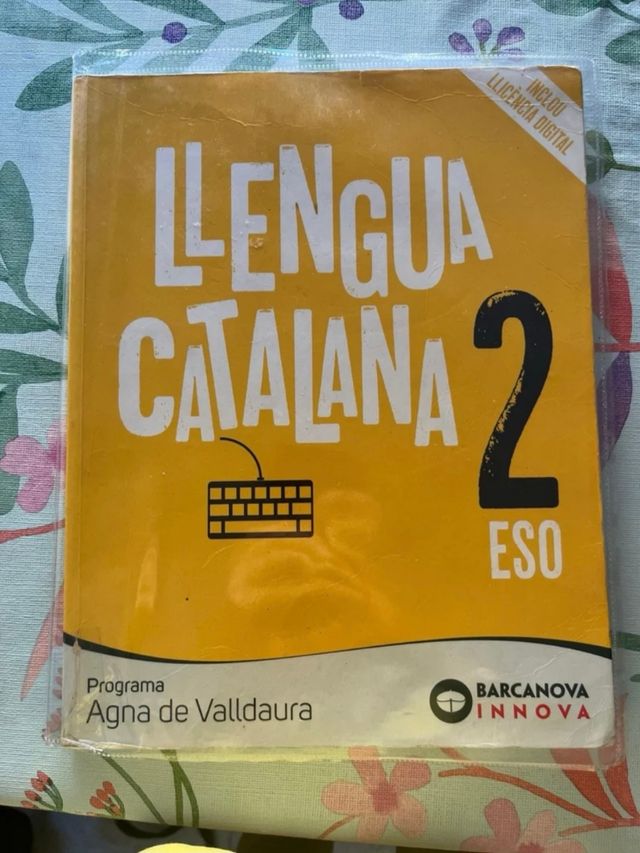 INCLOU
LLICÈNCIA DIGITAL
LLENGUA
CATALANA
2
ESO
Programa
Agna de Valldaura
BARCANOVA
INNOVA